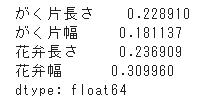 がく片長さ 0.228910
がく片幅 0.181137
花弁長さ 0.236909
花弁幅 0.309960
dtype: float64